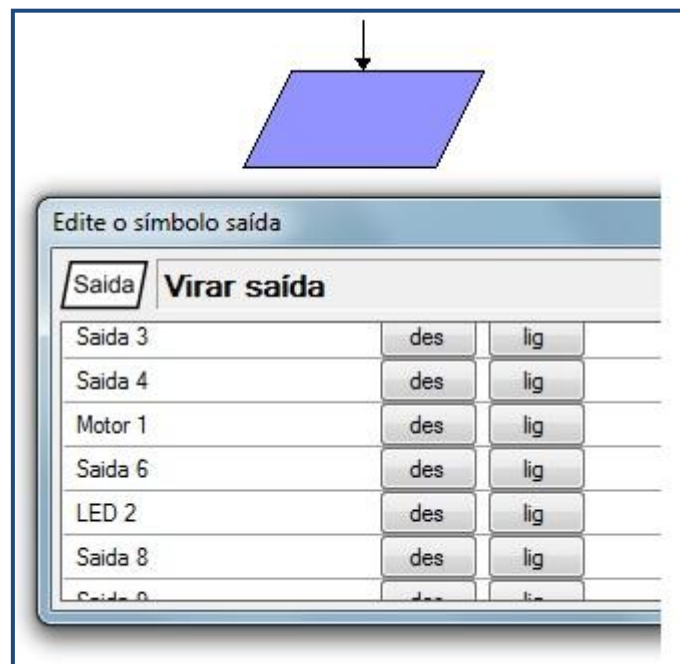 Edite o símbolo saída
Saida Virar saída
Saida 3 des lig
Saida 4 des lig
Motor 1 des lig
Saida 6 des lig
LED 2 des lig
Saida 8 des lig